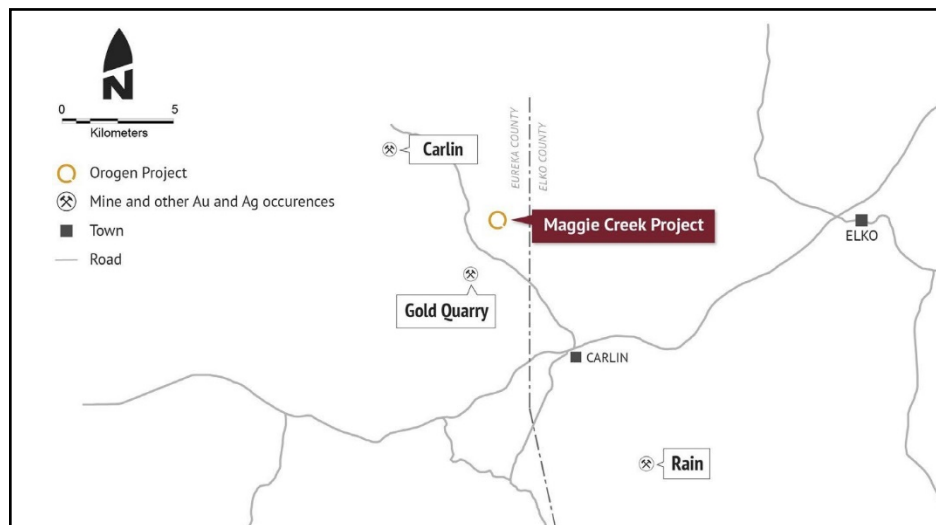 N
0 5
Kilometers
Orogen Project
Mine and other Au and Ag occurences
Town
Road
Carlin
EUREKA COUNTY
ELKO COUNTY
Maggie Creek Project
ELKO
Gold Quarry
CARLIN
Rain